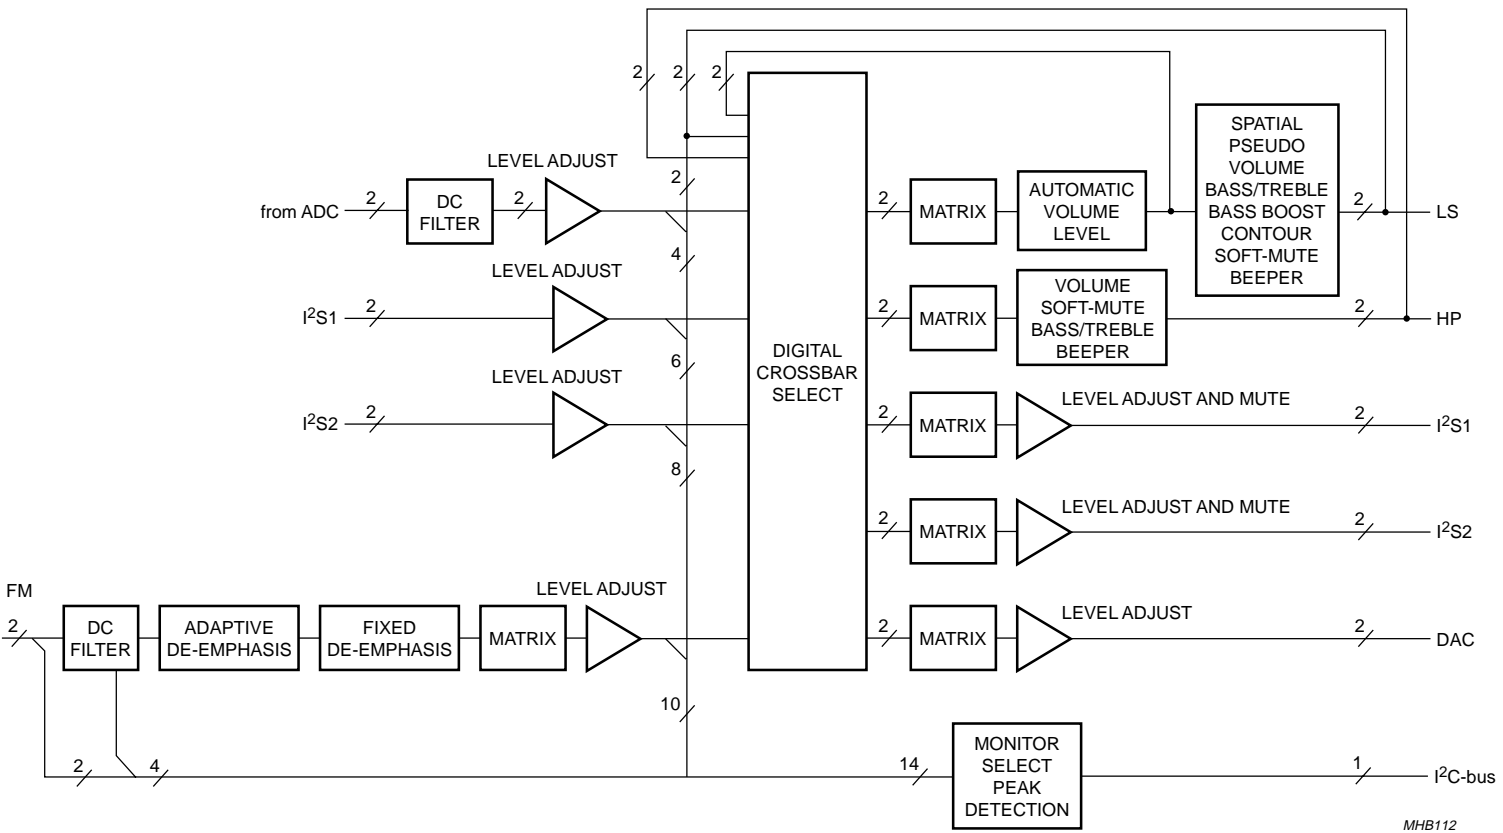 2 2 2
LEVEL ADJUST
from ADC 2 DC FILTER 2
2
4
LEVEL ADJUST
I²S1 2
6
LEVEL ADJUST
I²S2 2
8
FM
2
DC FILTER
ADAPTIVE DE-EMPHASIS
FIXED DE-EMPHASIS
MATRIX
LEVEL ADJUST
10
2 4
DIGITAL
CROSSBAR
SELECT
2 MATRIX
AUTOMATIC
VOLUME
LEVEL
SPATIAL
PSEUDO
VOLUME
BASS/TREBLE
BASS BOOST
CONTOUR
SOFT-MUTE
BEEPER
2 LS
2 MATRIX
VOLUME
SOFT-MUTE
BASS/TREBLE
BEEPER
2 HP
2 MATRIX
LEVEL ADJUST AND MUTE
2 I²S1
2 MATRIX
LEVEL ADJUST AND MUTE
2 I²S2
2 MATRIX
LEVEL ADJUST
2 DAC
14
MONITOR
SELECT
PEAK
DETECTION
1 I²C-bus
MHB112